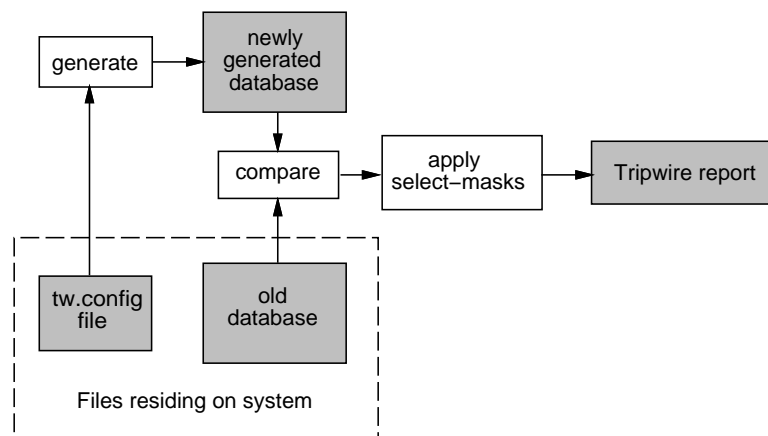 generate
newly
generated
database
compare
apply
select−masks
Tripwire report
tw.config
file
old
database
Files residing on system